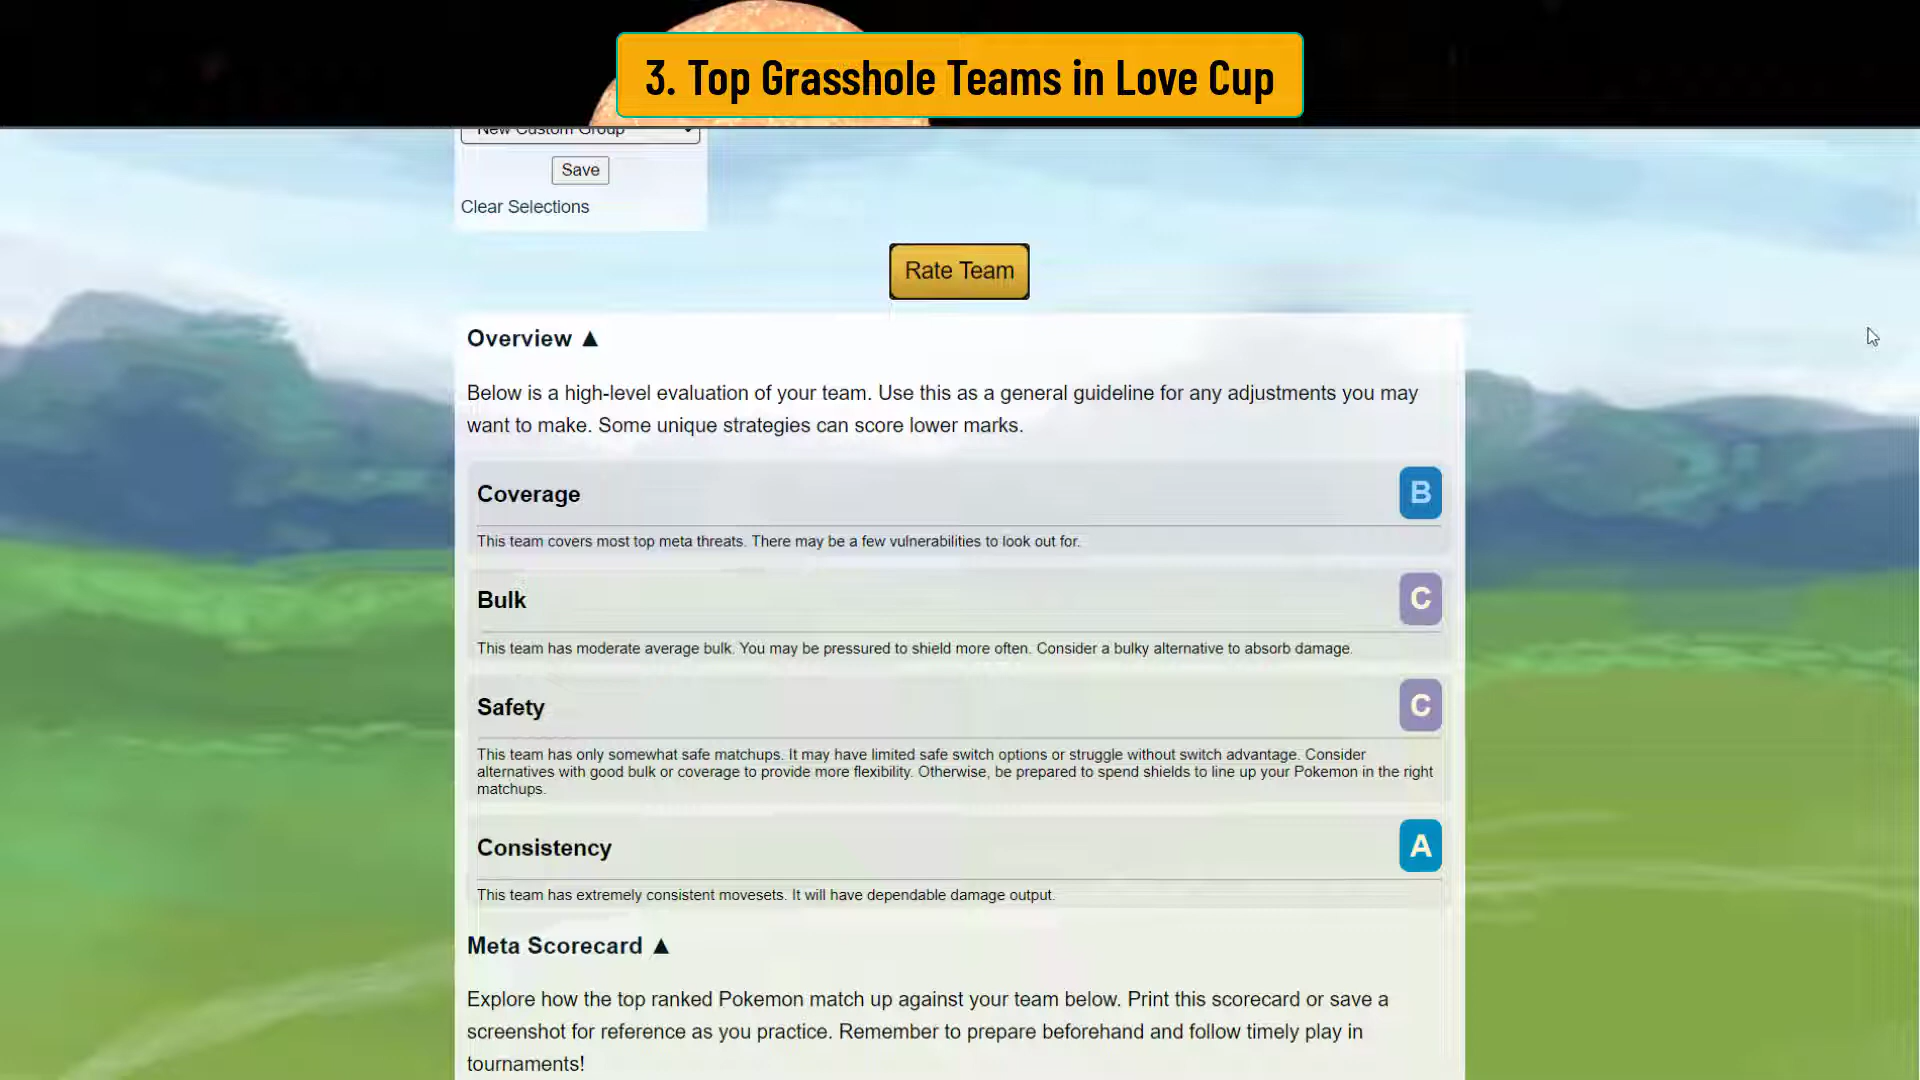 3. Top Grasshole Teams in Love Cup
New Custom Group
Save
Clear Selections
Rate Team
Overview ▲
Below is a high-level evaluation of your team. Use this as a general guideline for any adjustments you may
want to make. Some unique strategies can score lower marks.
Coverage B
This team covers most top meta threats. There may be a few vulnerabilities to look out for.
Bulk C
This team has moderate average bulk. You may be pressured to shield more often. Consider a bulky alternative to absorb damage.
Safety C
This team has only somewhat safe matchups. It may have limited safe switch options or struggle without switch advantage. Consider
alternatives with good bulk or coverage to provide more flexibility. Otherwise, be prepared to spend shields to line up your Pokemon in the right
matchups.
Consistency A
This team has extremely consistent movesets. It will have dependable damage output.
Meta Scorecard ▲
Explore how the top ranked Pokemon match up against your team below. Print this scorecard or save a
screenshot for reference as you practice. Remember to prepare beforehand and follow timely play in
tournaments!